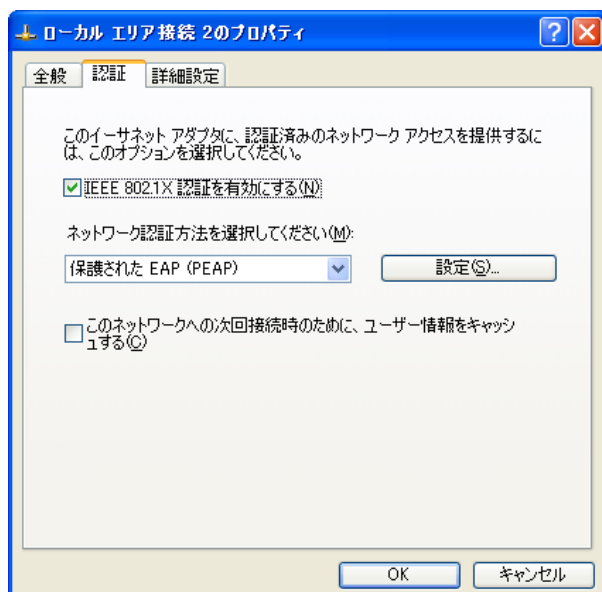 ローカル エリア接続 2のプロパティ
全般 認証 詳細設定
このイーサネット アダプタに、認証済みのネットワーク アクセスを提供するに
は、このオプションを選択してください。
IEEE 802.1X 認証を有効にする(N)
ネットワーク認証方法を選択してください(M):
保護された EAP (PEAP) 設定(S)...
このネットワークへの次回接続時のために、ユーザー情報をキャッシ
ュする(C)
OK キャンセル